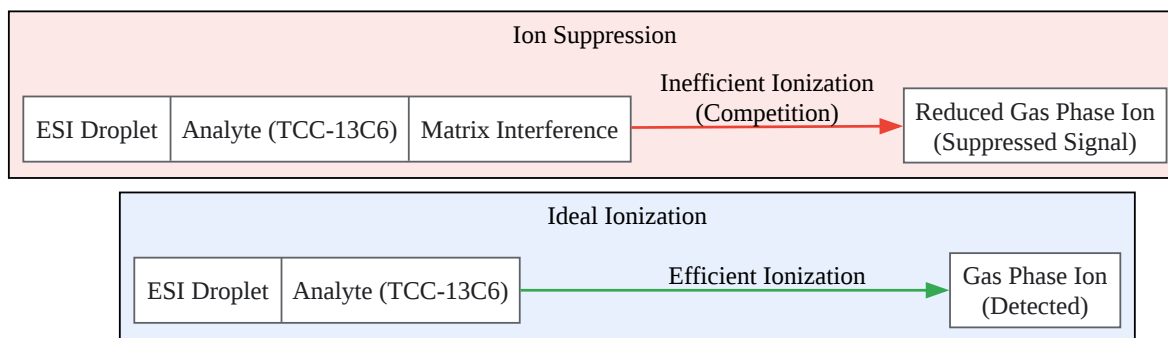 Ion Suppression
ESI Droplet
Analyte (TCC-13C6)
Matrix Interference
Inefficient Ionization
(Competition)
Reduced Gas Phase Ion
(Suppressed Signal)
Ideal Ionization
ESI Droplet
Analyte (TCC-13C6)
Efficient Ionization
Gas Phase Ion
(Detected)